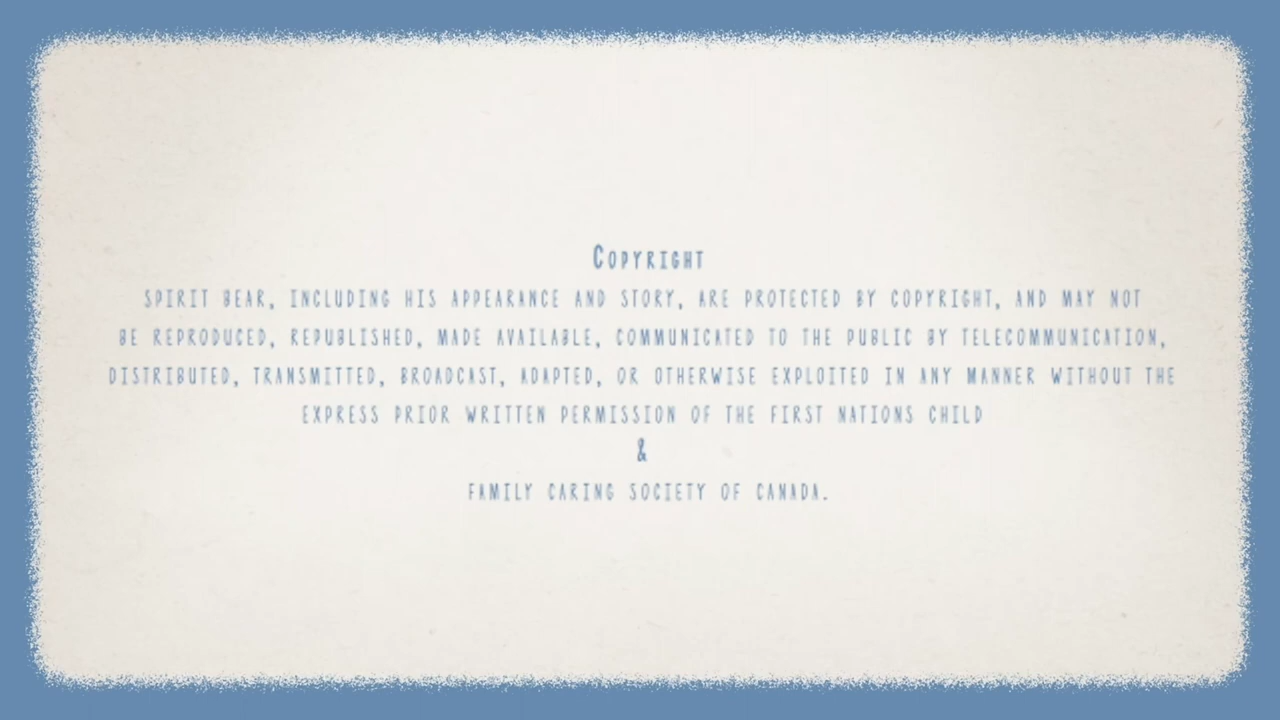 Copyright
SPIRIT BEAR, INCLUDING HIS APPEARANCE AND STORY, ARE PROTECTED BY COPYRIGHT, AND MAY NOT
BE REPRODUCED, REPUBLISHED, MADE AVAILABLE, COMMUNICATED TO THE PUBLIC BY TELECOMMUNICATION,
DISTRIBUTED, TRANSMITTED, BROADCAST, ADAPTED, OR OTHERWISE EXPLOITED IN ANY MANNER WITHOUT THE
EXPRESS PRIOR WRITTEN PERMISSION OF THE FIRST NATIONS CHILD
&
FAMILY CARING SOCIETY OF CANADA.